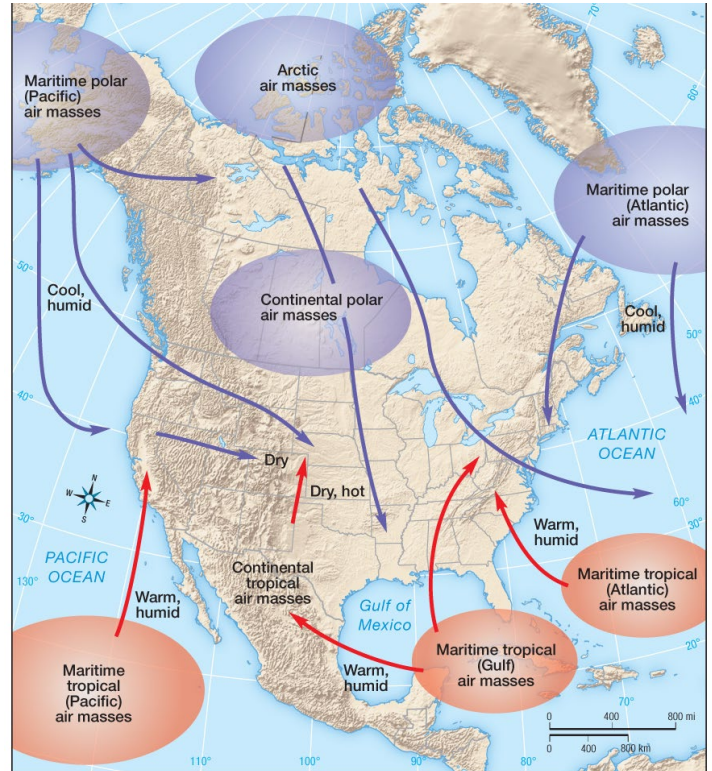 70°
Maritime polar
(Pacific)
air masses
Arctic
air masses
60°
Maritime polar
(Atlantic)
air masses
50°
Cool,
humid
Continental polar
air masses
Cool,
humid
50°
40°
40°
ATLANTIC
OCEAN
Dry
Dry, hot
N
W
E
S
60°
30°
30°
Warm,
humid
PACIFIC
OCEAN
130°
Continental
tropical
air masses
Maritime tropical
(Atlantic)
air masses
Warm,
humid
Gulf of
Mexico
20°
Maritime
tropical
(Pacific)
air masses
Warm,
humid
Maritime tropical
(Gulf)
air masses
70°
0 400 800 mi
0 400 800 km
110°
100°
90°
80°